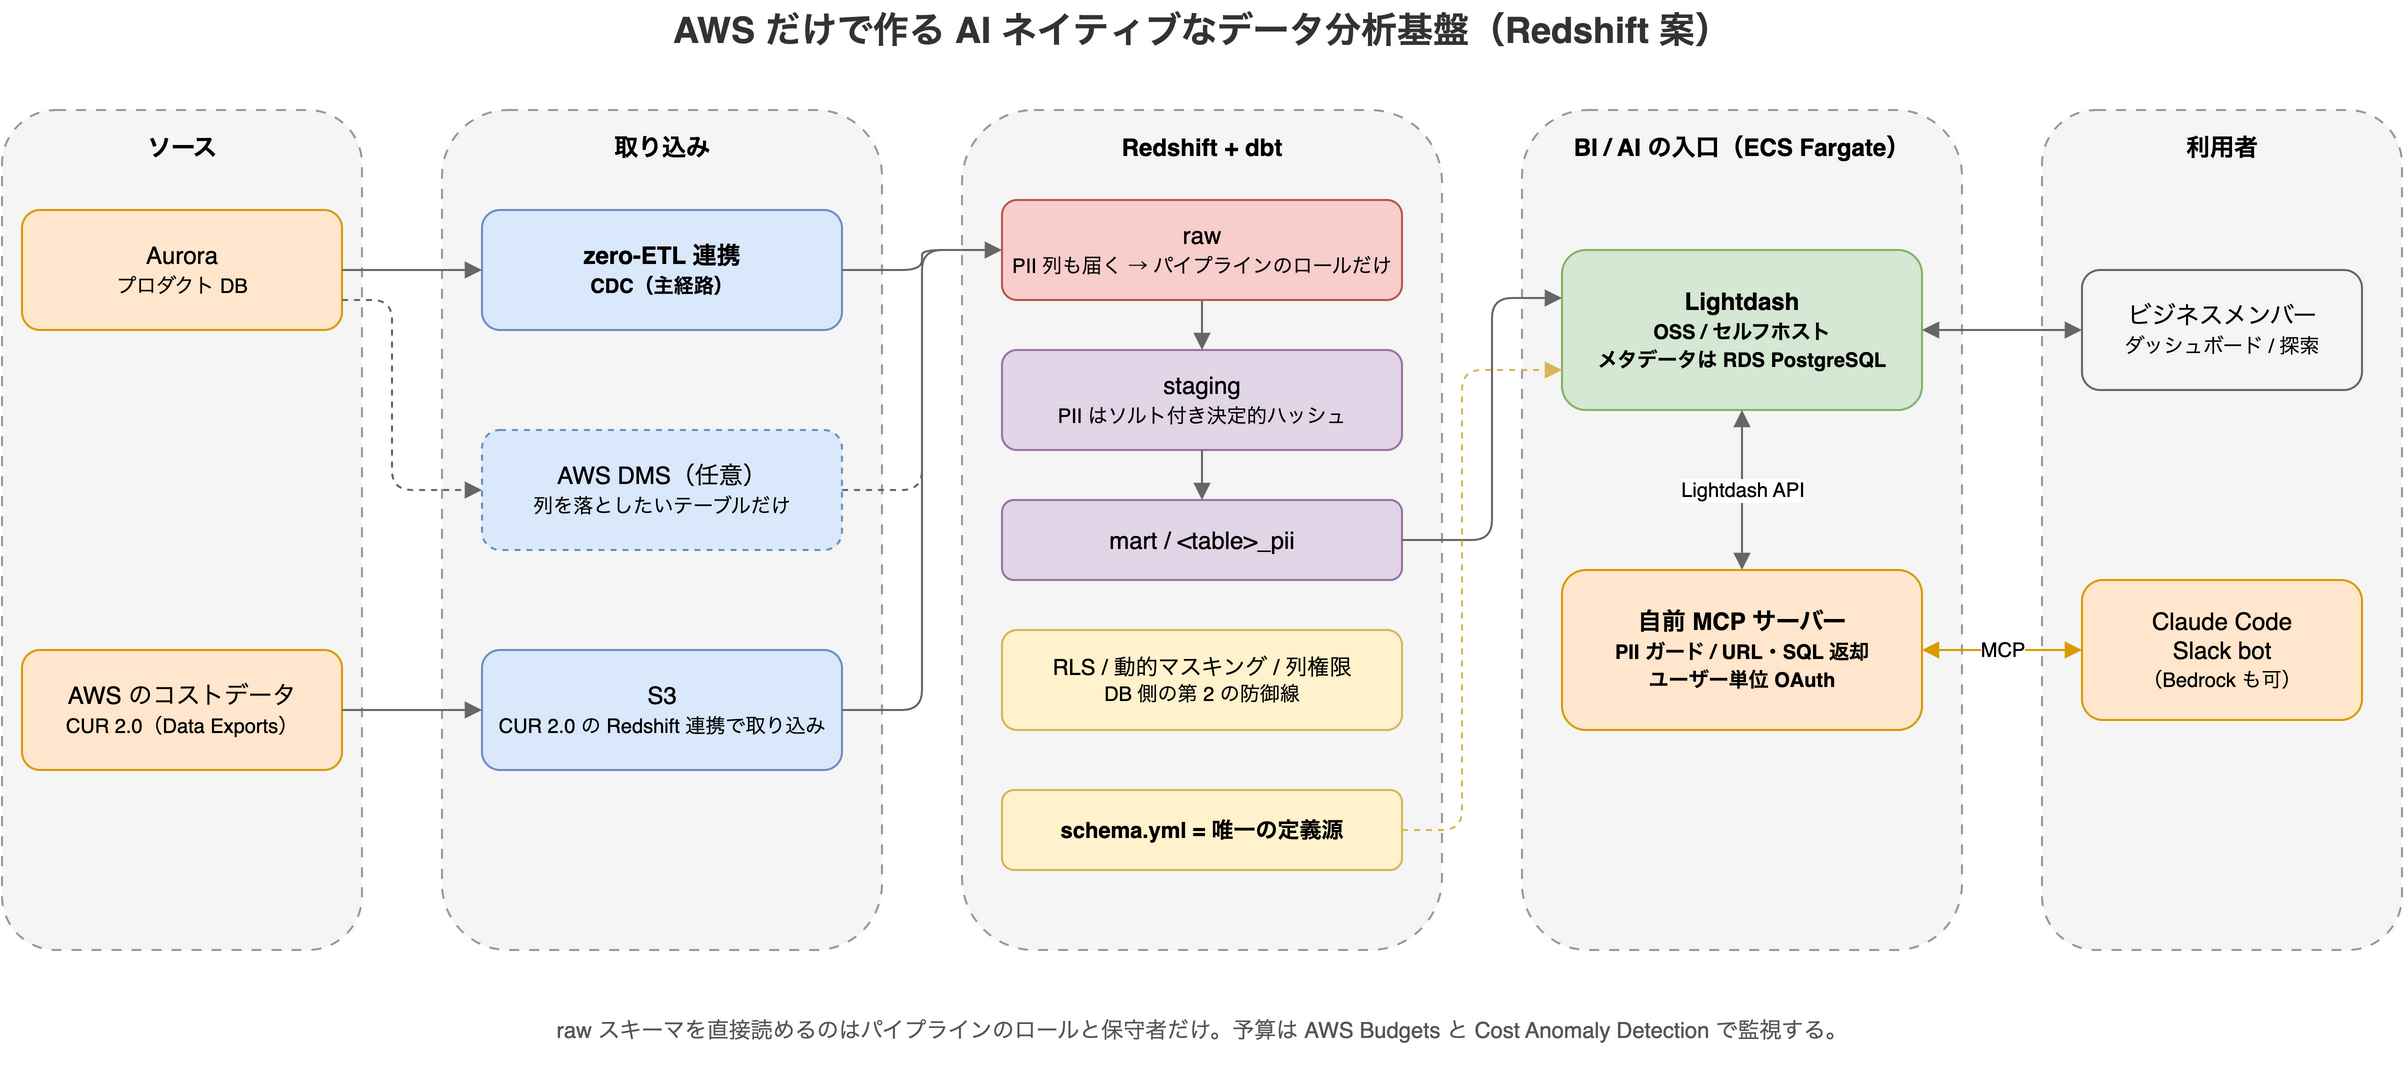 AWS だけで作る AI ネイティブなデータ分析基盤（Redshift 案）
ソース
Aurora
プロダクト DB
AWS のコストデータ
CUR 2.0（Data Exports）
取り込み
zero-ETL 連携
CDC（主経路）
AWS DMS（任意）
列を落としたいテーブルだけ
S3
CUR 2.0 の Redshift 連携で取り込み
Redshift + dbt
raw
PII 列も届く → パイプラインのロールだけ
staging
PII はソルト付き決定的ハッシュ
mart / <table>_pii
RLS / 動的マスキング / 列権限
DB 側の第 2 の防御線
schema.yml = 唯一の定義源
BI / AI の入口（ECS Fargate）
Lightdash
OSS / セルフホスト
メタデータは RDS PostgreSQL
Lightdash API
自前 MCP サーバー
PII ガード / URL・SQL 返却
ユーザー単位 OAuth
MCP
利用者
ビジネスメンバー
ダッシュボード / 探索
Claude Code
Slack bot
（Bedrock も可）
raw スキーマを直接読めるのはパイプラインのロールと保守者だけ。予算は AWS Budgets と Cost Anomaly Detection で監視する。